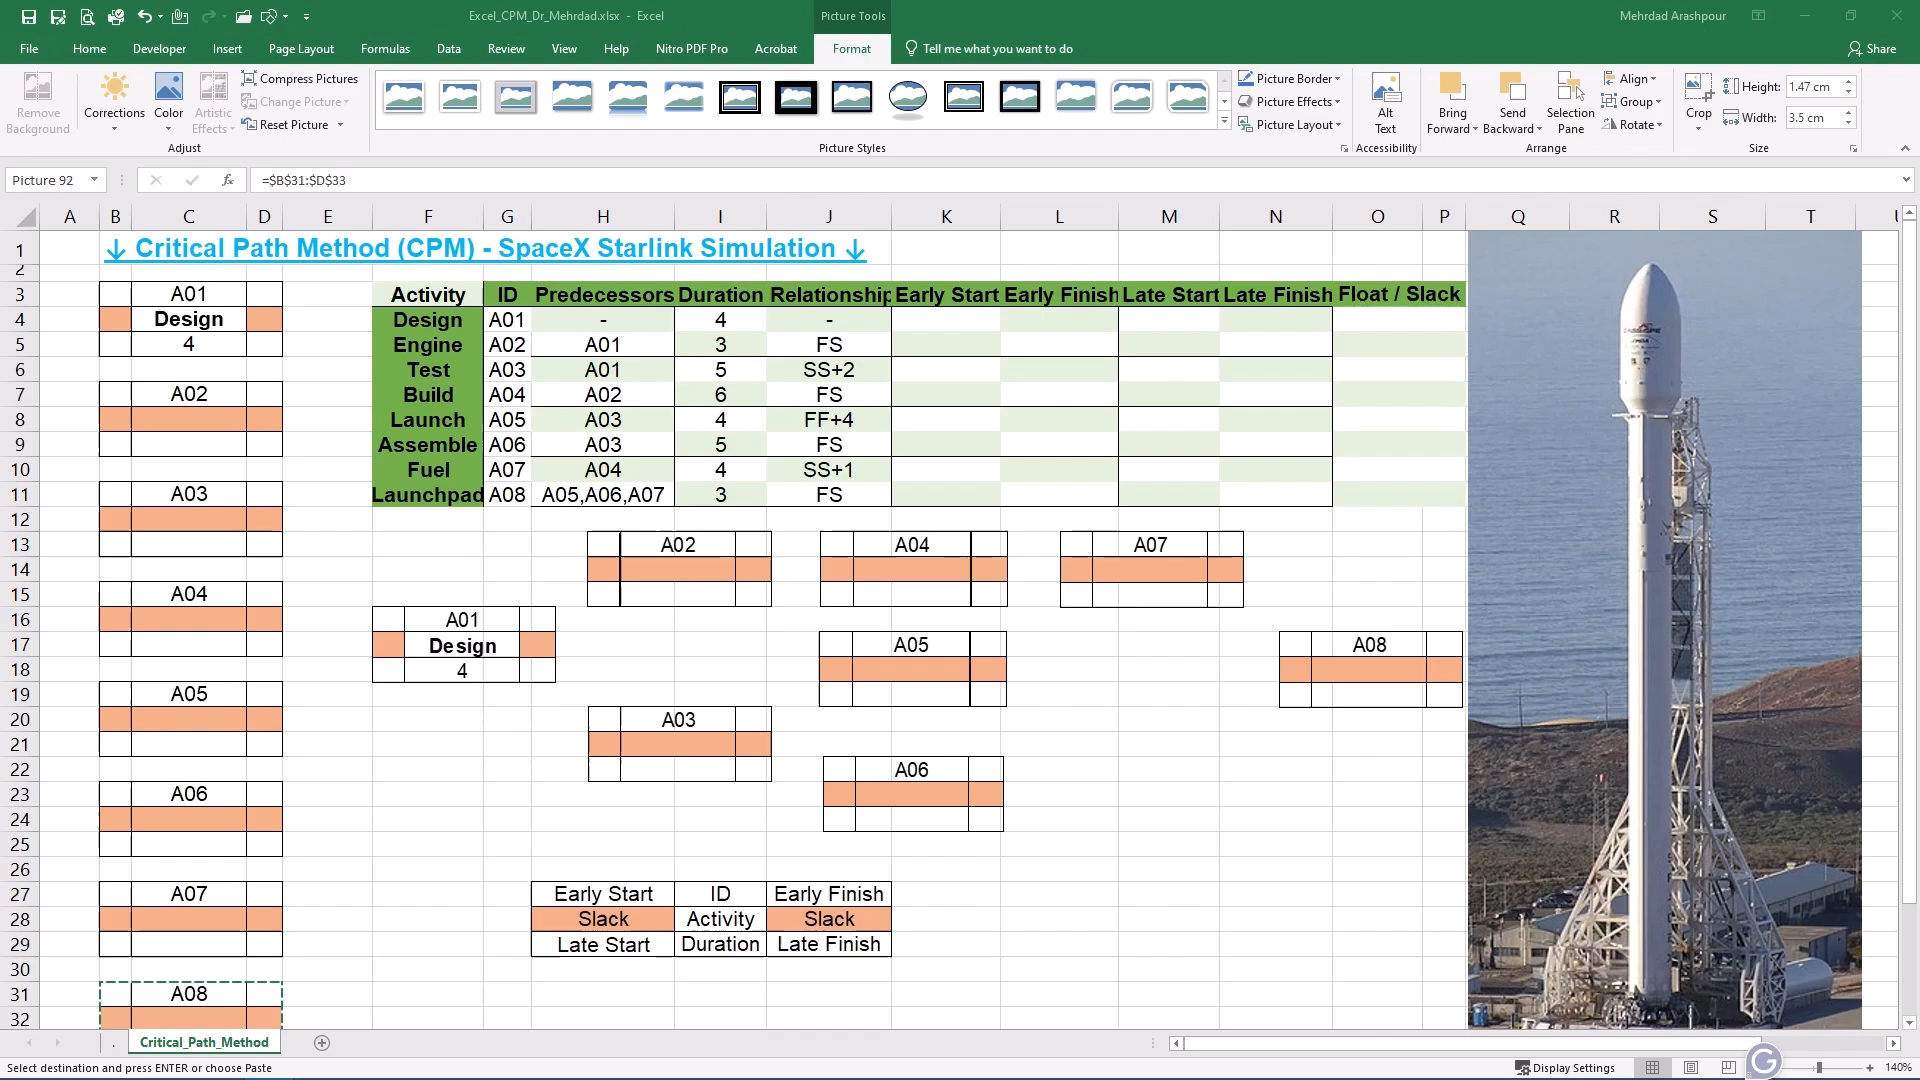 Excel_CPM_Dr_Mehrdad.xlsx - Excel
Picture Tools
Mehrdad Arashpour
File Home Developer Insert Page Layout Formulas Data Review View Help Nitro PDF Pro Acrobat Format Tell me what you want to do Share
Remove Background
Corrections
Color
Artistic Effects
Compress Pictures
Change Picture
Reset Picture
Adjust
Picture Styles
Picture Border
Picture Effects
Picture Layout
Alt Text
Accessibility
Bring Forward
Send Backward
Selection Pane
Align
Group
Rotate
Arrange
Crop
Height: 1.47 cm
Width: 3.5 cm
Size
Picture 92 fx =$B$31:$D$33
A B C D E F G H I J K L M N O P Q R S T
1 ↓ Critical Path Method (CPM) - SpaceX Starlink Simulation ↓
2
3 A01 Activity ID Predecessors Duration Relationship Early Start Early Finish Late Start Late Finish Float / Slack
4 Design Design A01 - 4 -
5 4 Engine A02 A01 3 FS
6 Test A03 A01 5 SS+2
7 A02 Build A04 A02 6 FS
8 Launch A05 A03 4 FF+4
9 Assemble A06 A03 5 FS
10 Fuel A07 A04 4 SS+1
11 A03 Launchpad A08 A05,A06,A07 3 FS
12
13 A02 A04 A07
14
15 A04
16 A01
17 Design A05 A08
18 4
19 A05
20 A03
21
22 A06
23 A06
24
25
26
27 A07 Early Start ID Early Finish
28 Slack Activity Slack
29 Late Start Duration Late Finish
30
31 A08
32
. Critical_Path_Method
Select destination and press ENTER or choose Paste Display Settings G 140%